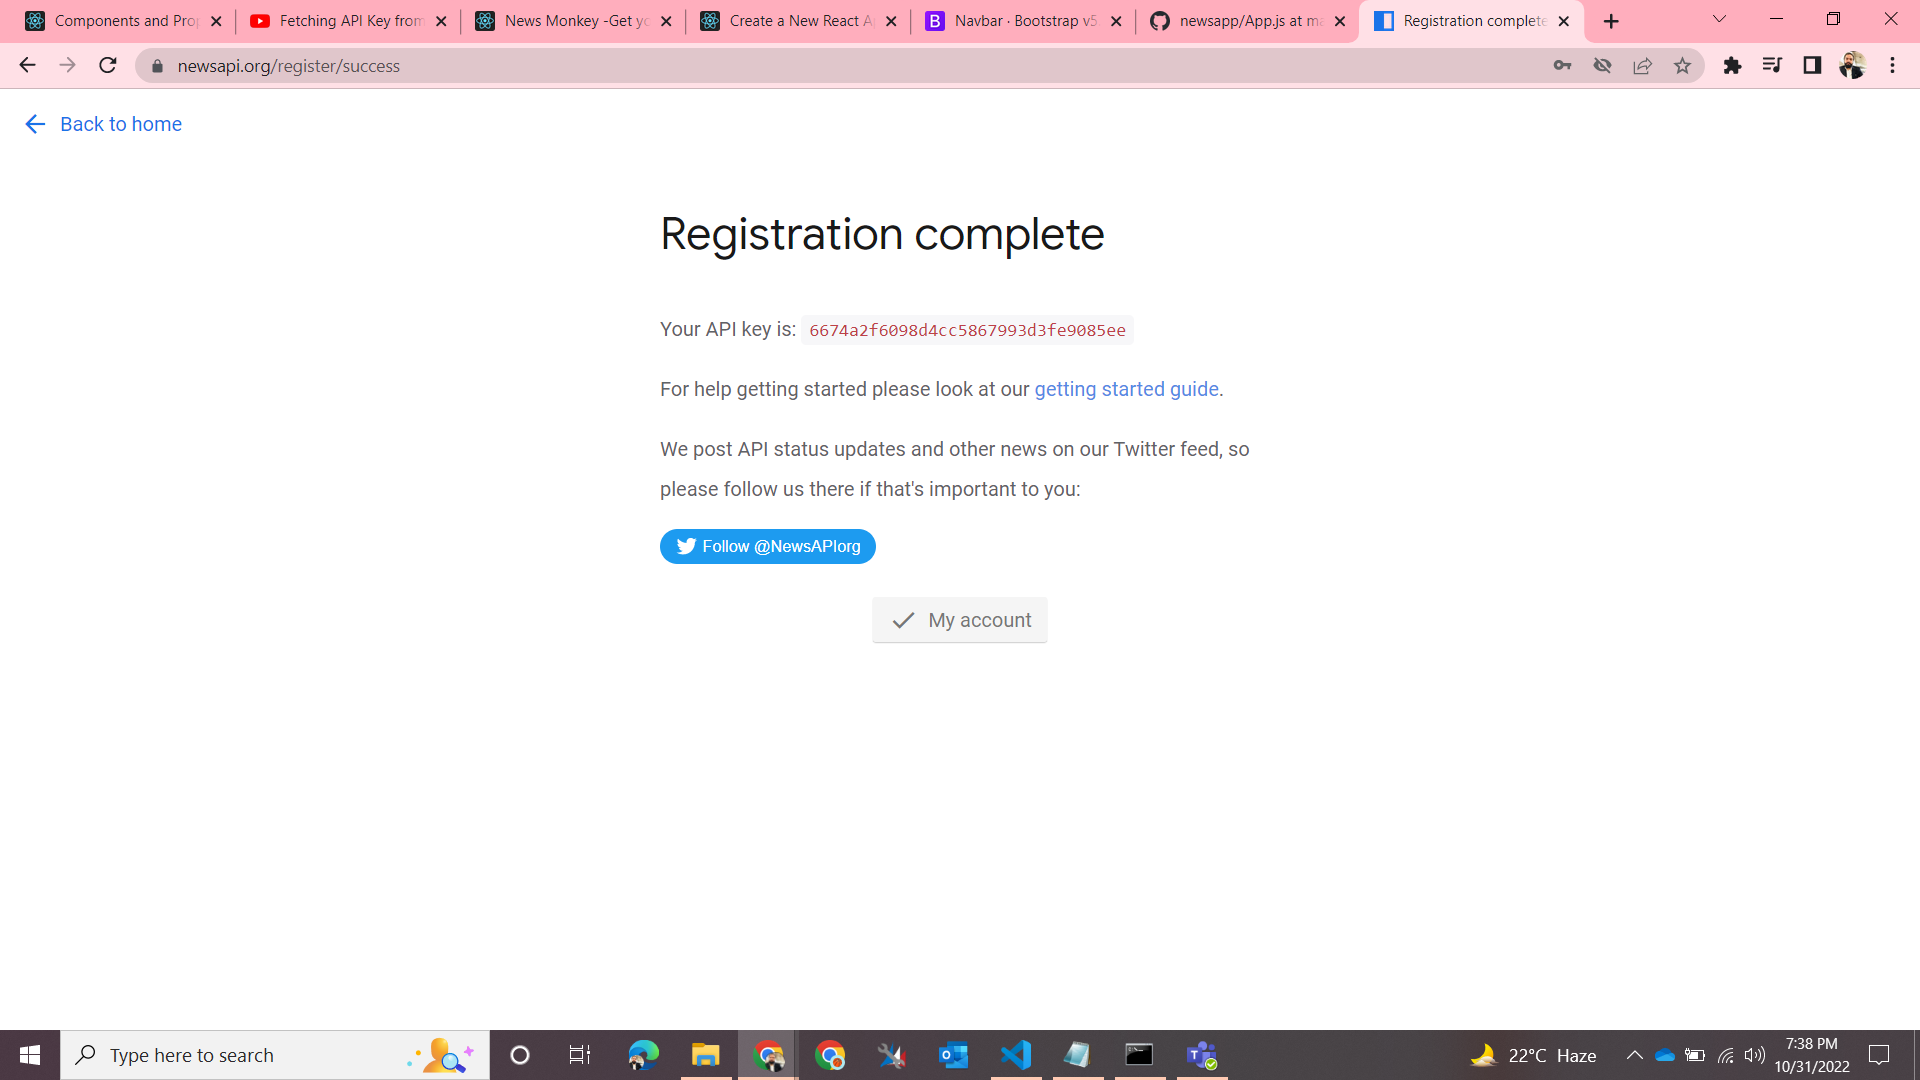 Components and Prop
Fetching API Key from
News Monkey -Get yo
Create a New React A
Navbar · Bootstrap v5
newsapp/App.js at ma
Registration complete
newsapi.org/register/success
Back to home
Registration complete
Your API key is: 6674a2f6098d4cc5867993d3fe9085ee
For help getting started please look at our getting started guide.
We post API status updates and other news on our Twitter feed, so
please follow us there if that's important to you:
Follow @NewsAPIorg
My account
Type here to search
22°C Haze
7:38 PM
10/31/2022